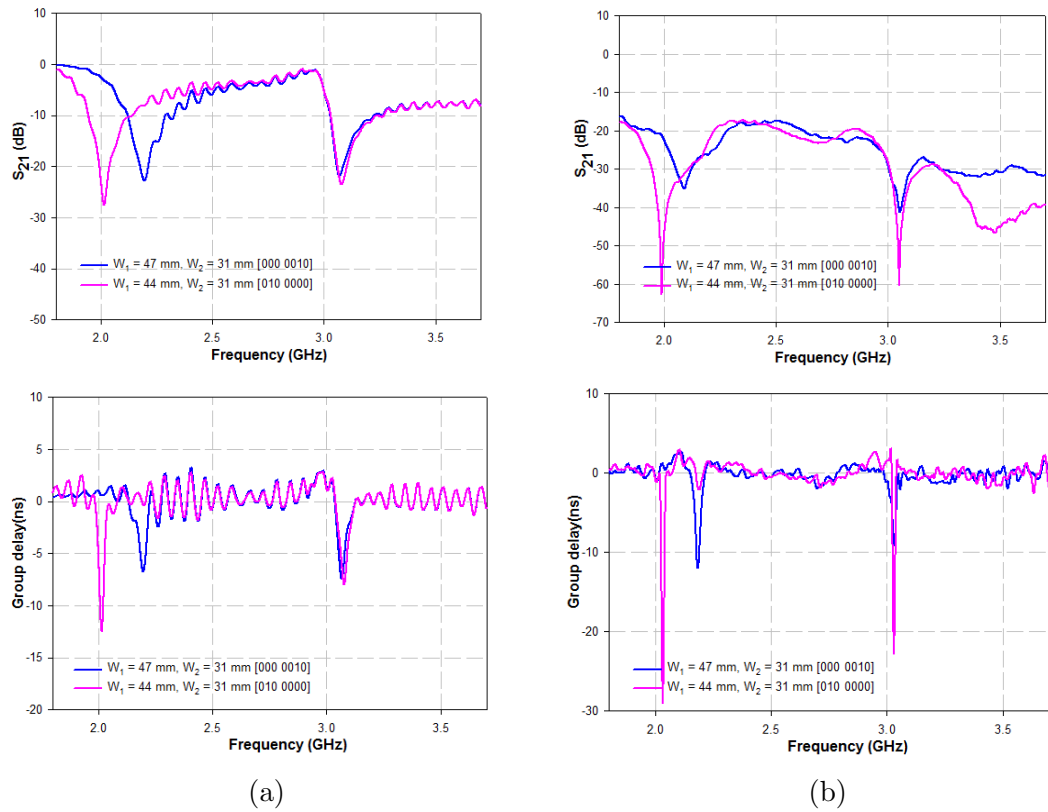 10
0
-10
-20
-30
-40
-50
S21 (dB)
W1 = 47 mm, W2 = 31 mm [000 0010]
W1 = 44 mm, W2 = 31 mm [010 0000]
2.0 2.5 3.0 3.5
Frequency (GHz)
10
0
-10
-20
-30
-40
-50
-60
-70
S21 (dB)
W1 = 47 mm, W2 = 31 mm [000 0010]
W1 = 44 mm, W2 = 31 mm [010 0000]
2.0 2.5 3.0 3.5
Frequency (GHz)
10
5
0
-5
-10
-15
-20
Group delay(ns)
W1 = 47 mm, W2 = 31 mm [000 0010]
W1 = 44 mm, W2 = 31 mm [010 0000]
2.0 2.5 3.0 3.5
Frequency (GHz)
10
0
-10
-20
-30
Group delay(ns)
W1 = 47 mm, W2 = 31 mm [000 0010]
W1 = 44 mm, W2 = 31 mm [010 0000]
2.0 2.5 3.0 3.5
Frequency (GHz)
(a)
(b)